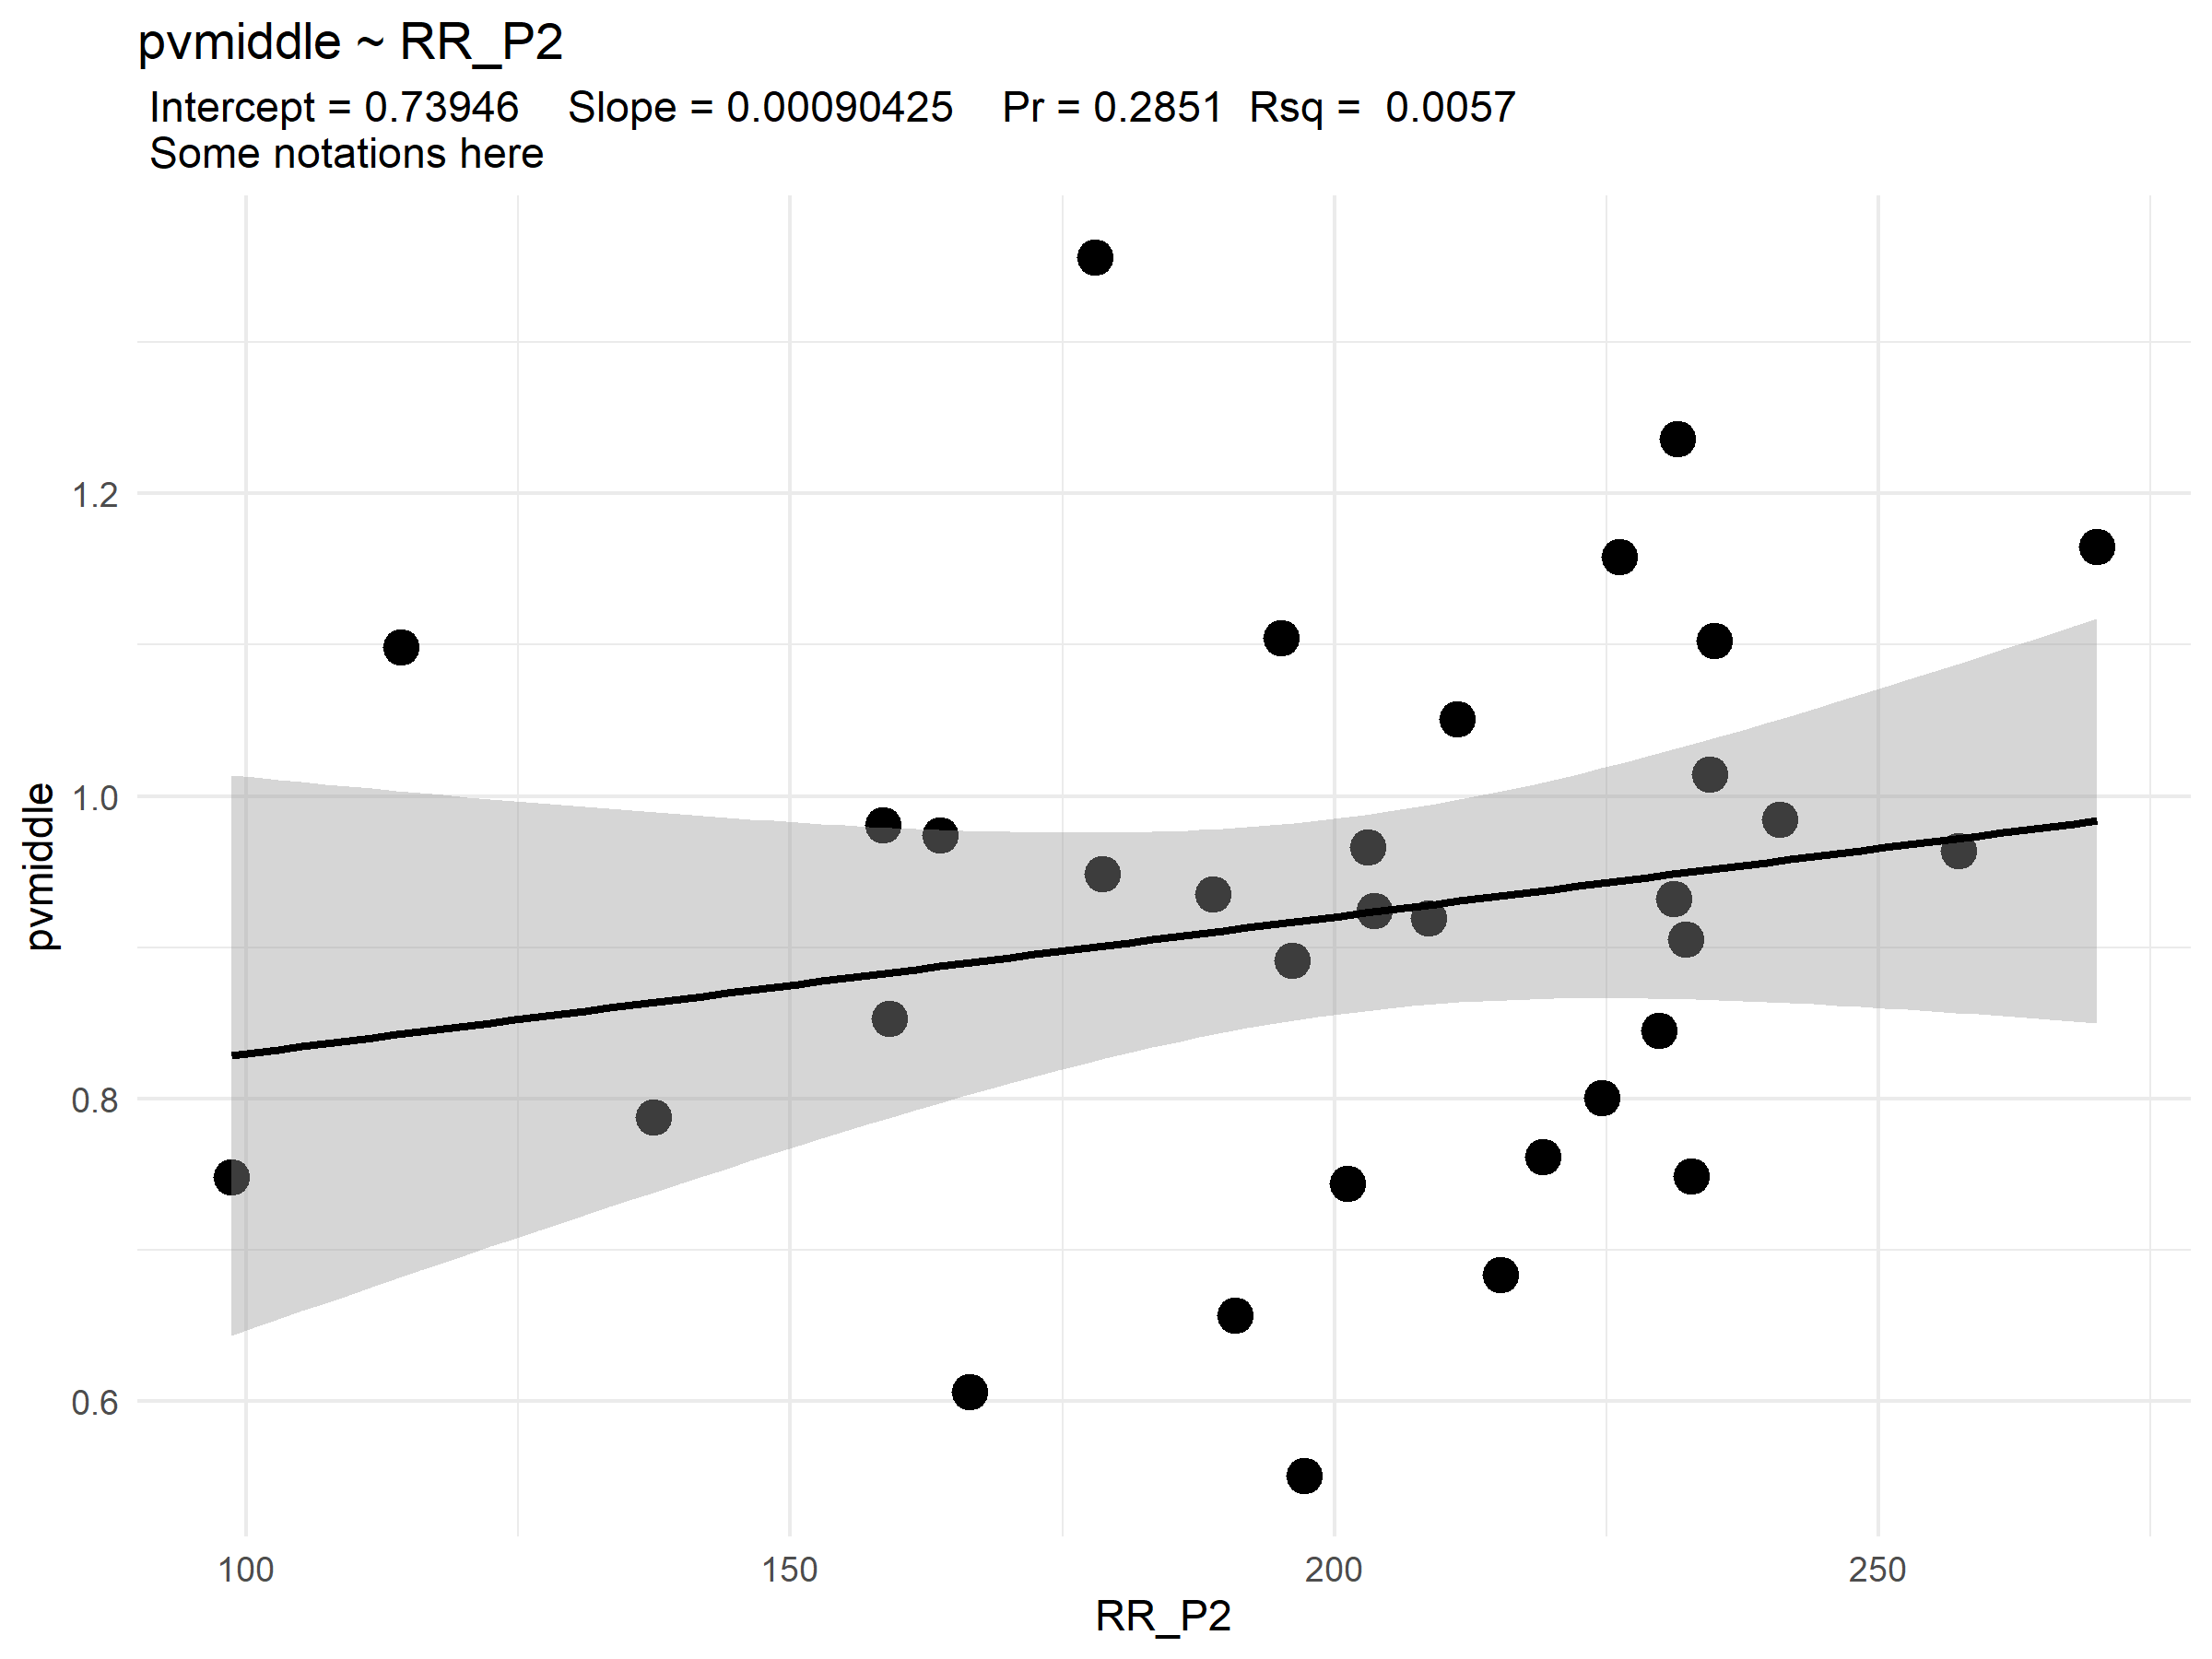 pvmiddle ~ RR_P2
Intercept = 0.73946 Slope = 0.00090425 Pr = 0.2851 Rsq = 0.0057
Some notations here
1.2
1.0
0.8
0.6
pvmiddle
100 150 200 250
RR_P2